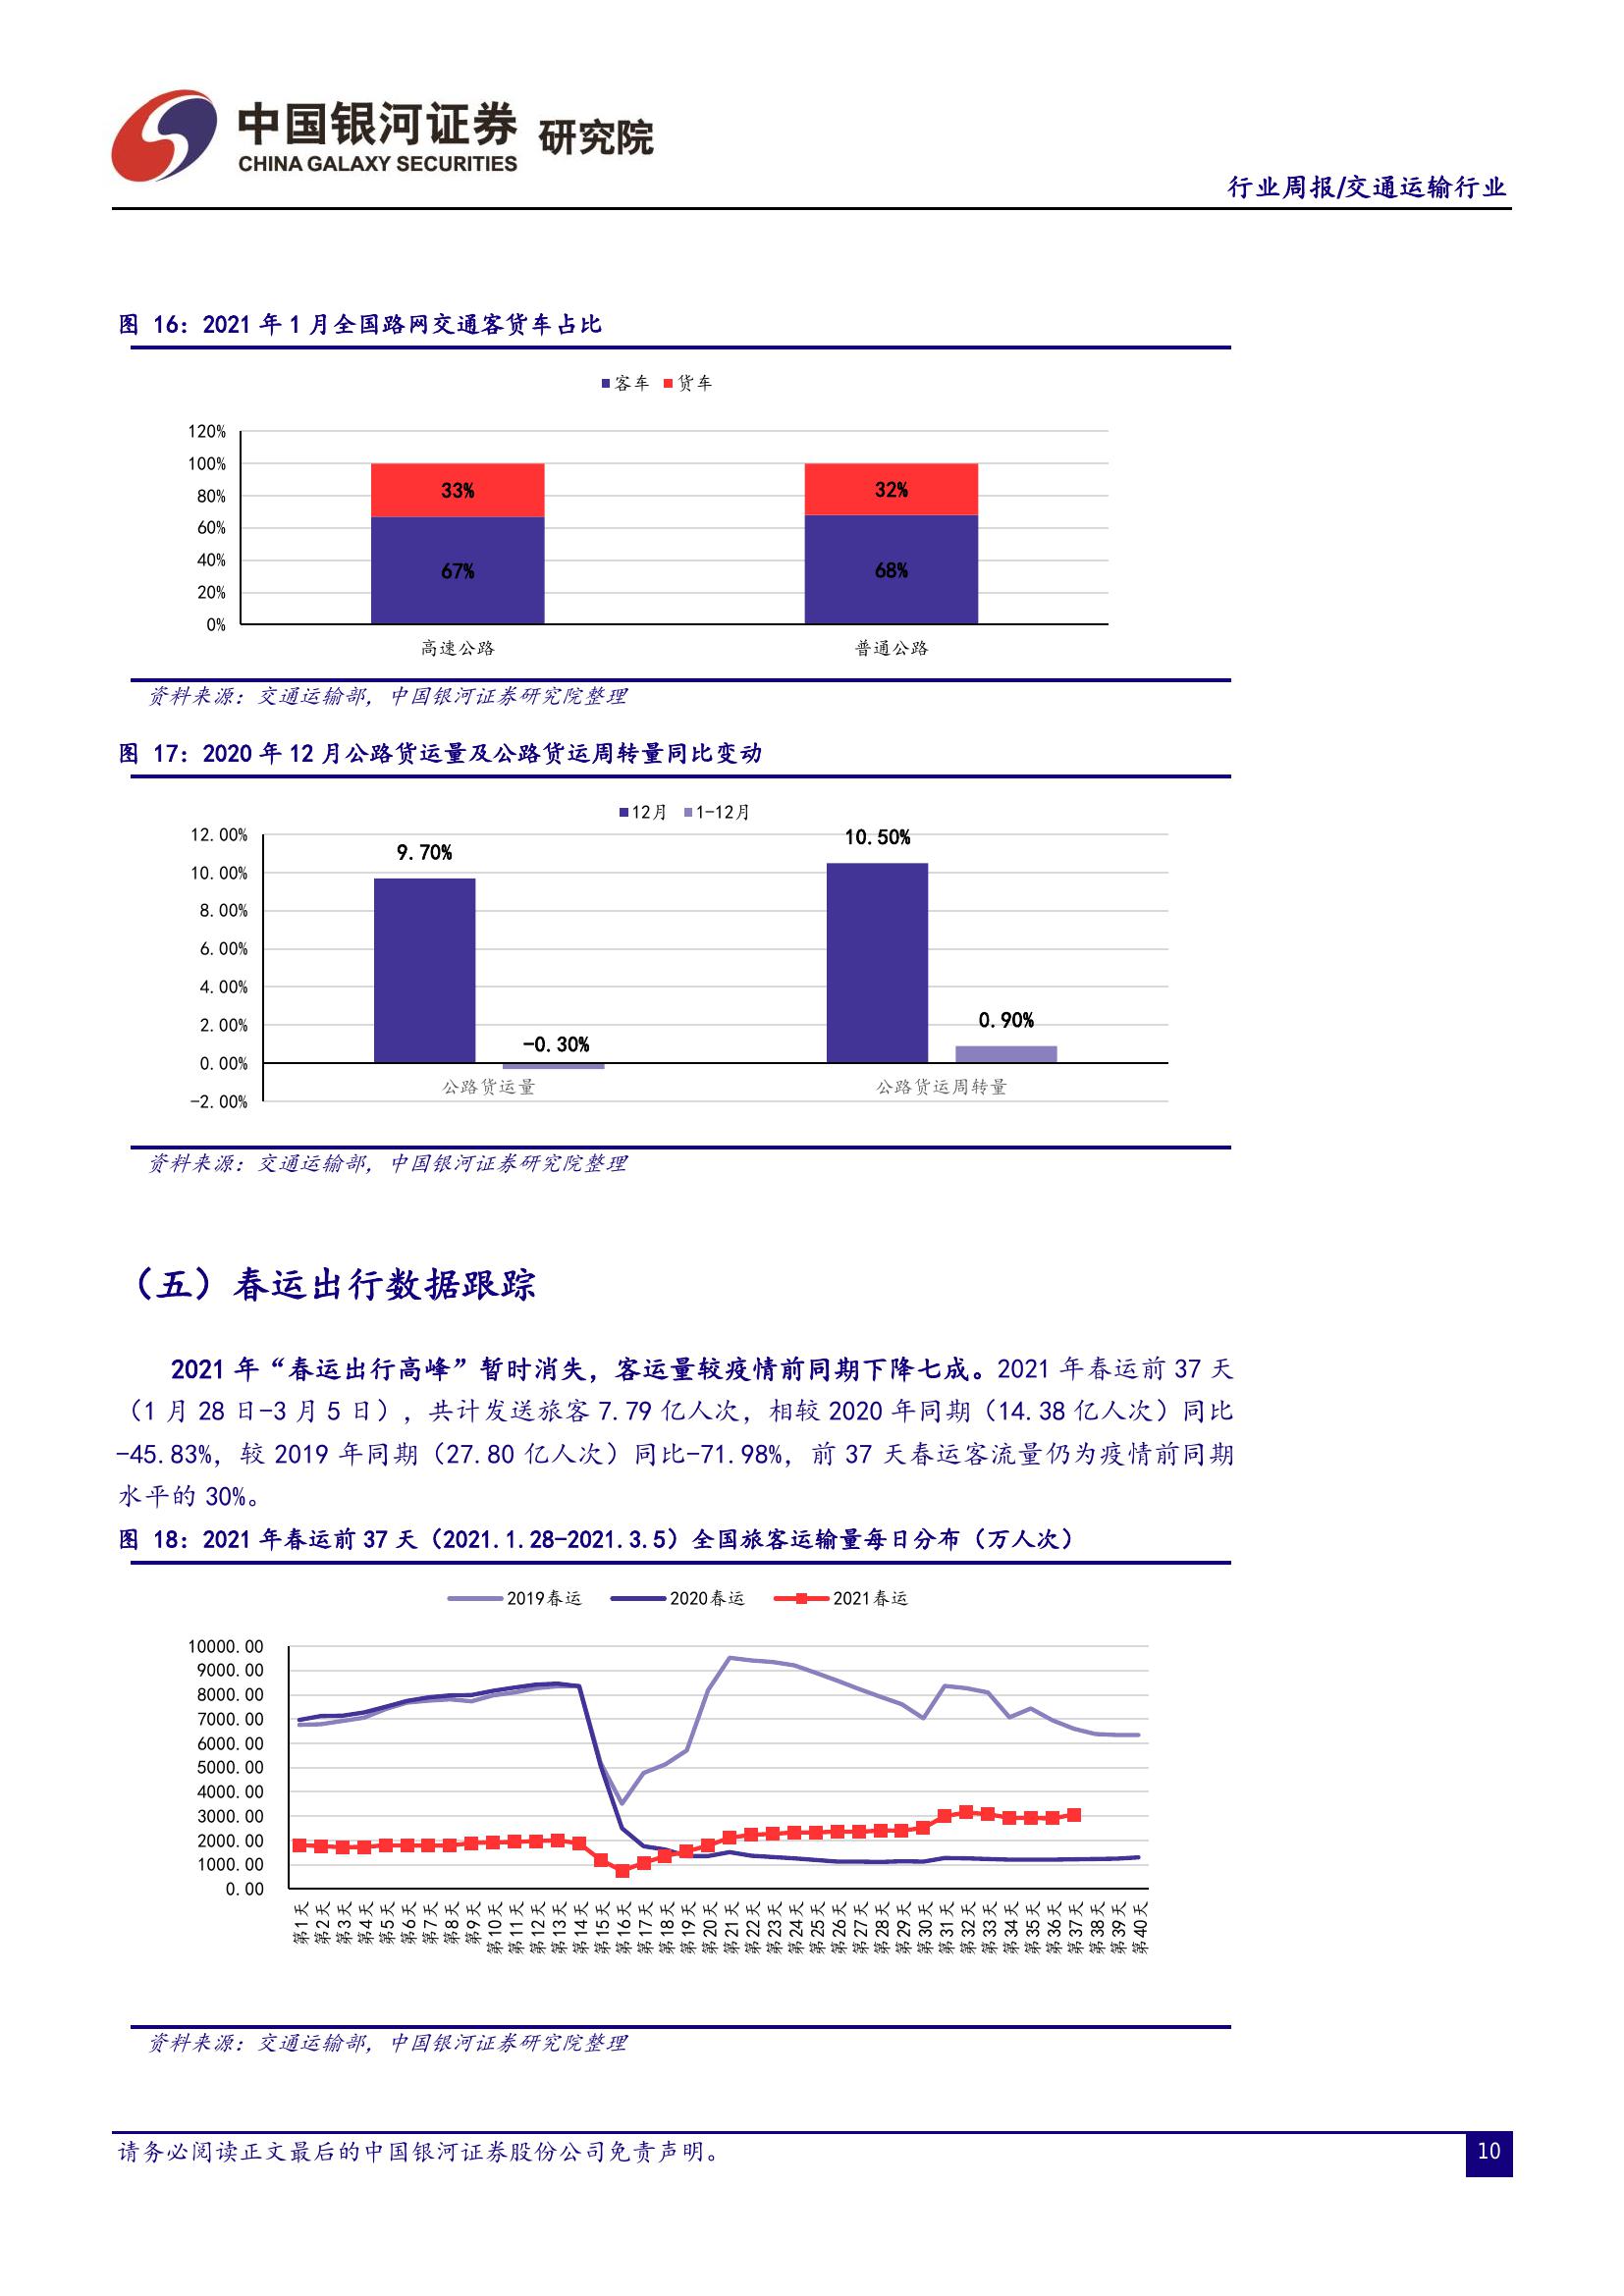 中国银河证券 研究院
CHINA GALAXY SECURITIES
行业周报/交通运输行业
图 16：2021 年 1 月全国路网交通客货车占比
客车 货车
120%
100%
80%
60%
40%
20%
0%
33%
67%
32%
68%
高速公路 普通公路
资料来源：交通运输部，中国银河证券研究院整理
图 17：2020 年 12 月公路货运量及公路货运周转量同比变动
12月 1-12月
12.00%
10.00%
8.00%
6.00%
4.00%
2.00%
0.00%
-2.00%
9.70%
-0.30%
10.50%
0.90%
公路货运量 公路货运周转量
资料来源：交通运输部，中国银河证券研究院整理
（五）春运出行数据跟踪
2021 年“春运出行高峰”暂时消失，客运量较疫情前同期下降七成。2021 年春运前 37 天
（1 月 28 日-3 月 5 日），共计发送旅客 7.79 亿人次，相较 2020 年同期（14.38 亿人次）同比
-45.83%，较 2019 年同期（27.80 亿人次）同比-71.98%，前 37 天春运客流量仍为疫情前同期
水平的 30%。
图 18：2021 年春运前 37 天（2021.1.28-2021.3.5）全国旅客运输量每日分布（万人次）
2019春运 2020春运 2021春运
10000.00
9000.00
8000.00
7000.00
6000.00
5000.00
4000.00
3000.00
2000.00
1000.00
0.00
第1天
第2天
第3天
第4天
第5天
第6天
第7天
第8天
第9天
第10天
第11天
第12天
第13天
第14天
第15天
第16天
第17天
第18天
第19天
第20天
第21天
第22天
第23天
第24天
第25天
第26天
第27天
第28天
第29天
第30天
第31天
第32天
第33天
第34天
第35天
第36天
第37天
第38天
第39天
第40天
资料来源：交通运输部，中国银河证券研究院整理
请务必阅读正文最后的中国银河证券股份公司免责声明。
10